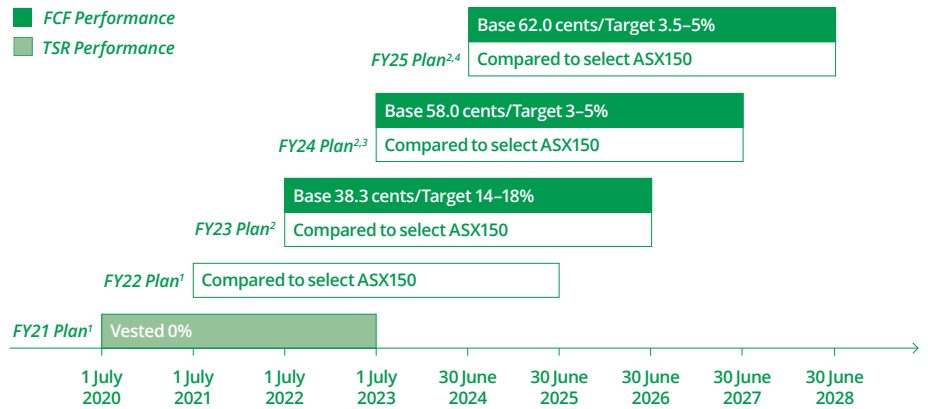 FCF Performance
TSR Performance
Base 62.0 cents/Target 3.5–5%
FY25 Plan2,4
Compared to select ASX150
Base 58.0 cents/Target 3–5%
FY24 Plan2,3
Compared to select ASX150
Base 38.3 cents/Target 14–18%
FY23 Plan2
Compared to select ASX150
FY22 Plan1
Compared to select ASX150
FY21 Plan1
Vested 0%
1 July 2020
1 July 2021
1 July 2022
1 July 2023
30 June 2024
30 June 2025
30 June 2026
30 June 2027
30 June 2028